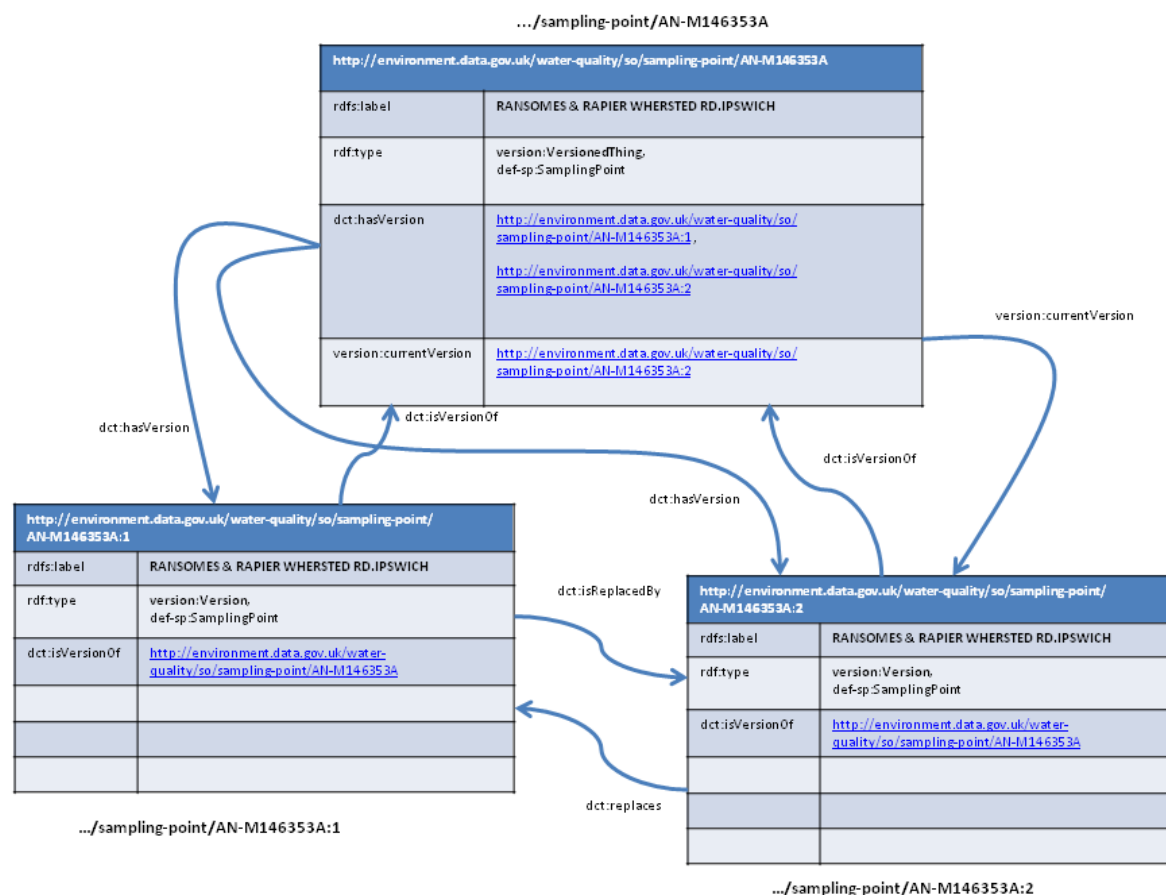 .../sampling-point/AN-M146353A
http://environment.data.gov.uk/water-quality/so/sampling-point/AN-M146353A
rdfs:label
RANSOMES & RAPIER WHERSTED RD.IPSWICH
rdf:type
version:VersionedThing,
def-sp:SamplingPoint
dct:hasVersion
http://environment.data.gov.uk/water-quality/so/
sampling-point/AN-M146353A:1 ,
http://environment.data.gov.uk/water-quality/so/
sampling-point/AN-M146353A:2
version:currentVersion
http://environment.data.gov.uk/water-quality/so/
sampling-point/AN-M146353A:2
version:currentVersion
dct:hasVersion
dct:isVersionOf
dct:isVersionOf
dct:hasVersion
http://environment.data.gov.uk/water-quality/so/sampling-point/
AN-M146353A:1
rdfs:label
RANSOMES & RAPIER WHERSTED RD.IPSWICH
rdf:type
version:Version,
def-sp:SamplingPoint
dct:isVersionOf
http://environment.data.gov.uk/water-
quality/so/sampling-point/AN-M146353A
.../sampling-point/AN-M146353A:1
dct:isReplacedBy
dct:replaces
http://environment.data.gov.uk/water-quality/so/sampling-point/
AN-M146353A:2
rdfs:label
RANSOMES & RAPIER WHERSTED RD.IPSWICH
rdf:type
version:Version,
def-sp:SamplingPoint
dct:isVersionOf
http://environment.data.gov.uk/water-
quality/so/sampling-point/AN-M146353A
.../sampling-point/AN-M146353A:2